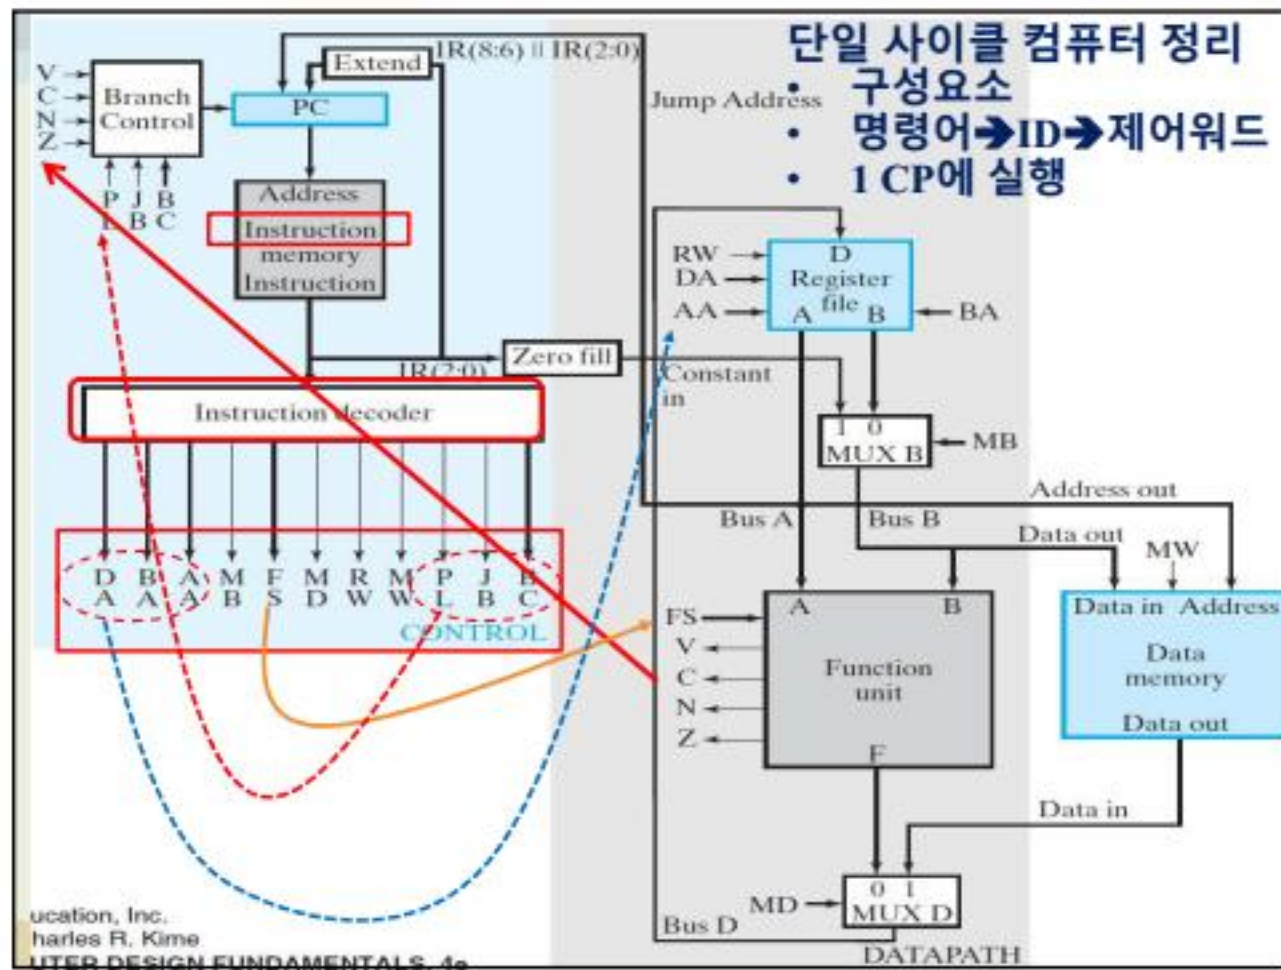 단일 사이클 컴퓨터 정리
• 구성요소
• 명령어➔ID➔제어워드
• 1 CP에 실행
IR(8:6) || IR(2:0)
Extend
V
C
N
Z
Branch
Control
PC
Jump Address
P
L
J
B
B
C
Address
Instruction
memory
Instruction
RW
DA
AA
D
Register
file
A B
BA
IR(2:0)
Zero fill
Constant
in
Instruction decoder
1 0
MUX B
MB
Address out
Bus A
Bus B
Data out
MW
D B A M F M R M P J B
A A A B S D W W L B C
CONTROL
A B
FS
V
C
N
Z
Function
unit
F
Data in Address
Data
memory
Data out
Data in
0 1
MUX D
MD
Bus D
DATAPATH
ucation, Inc.
harles R. Kime
UTER DESIGN FUNDAMENTALS, 4e